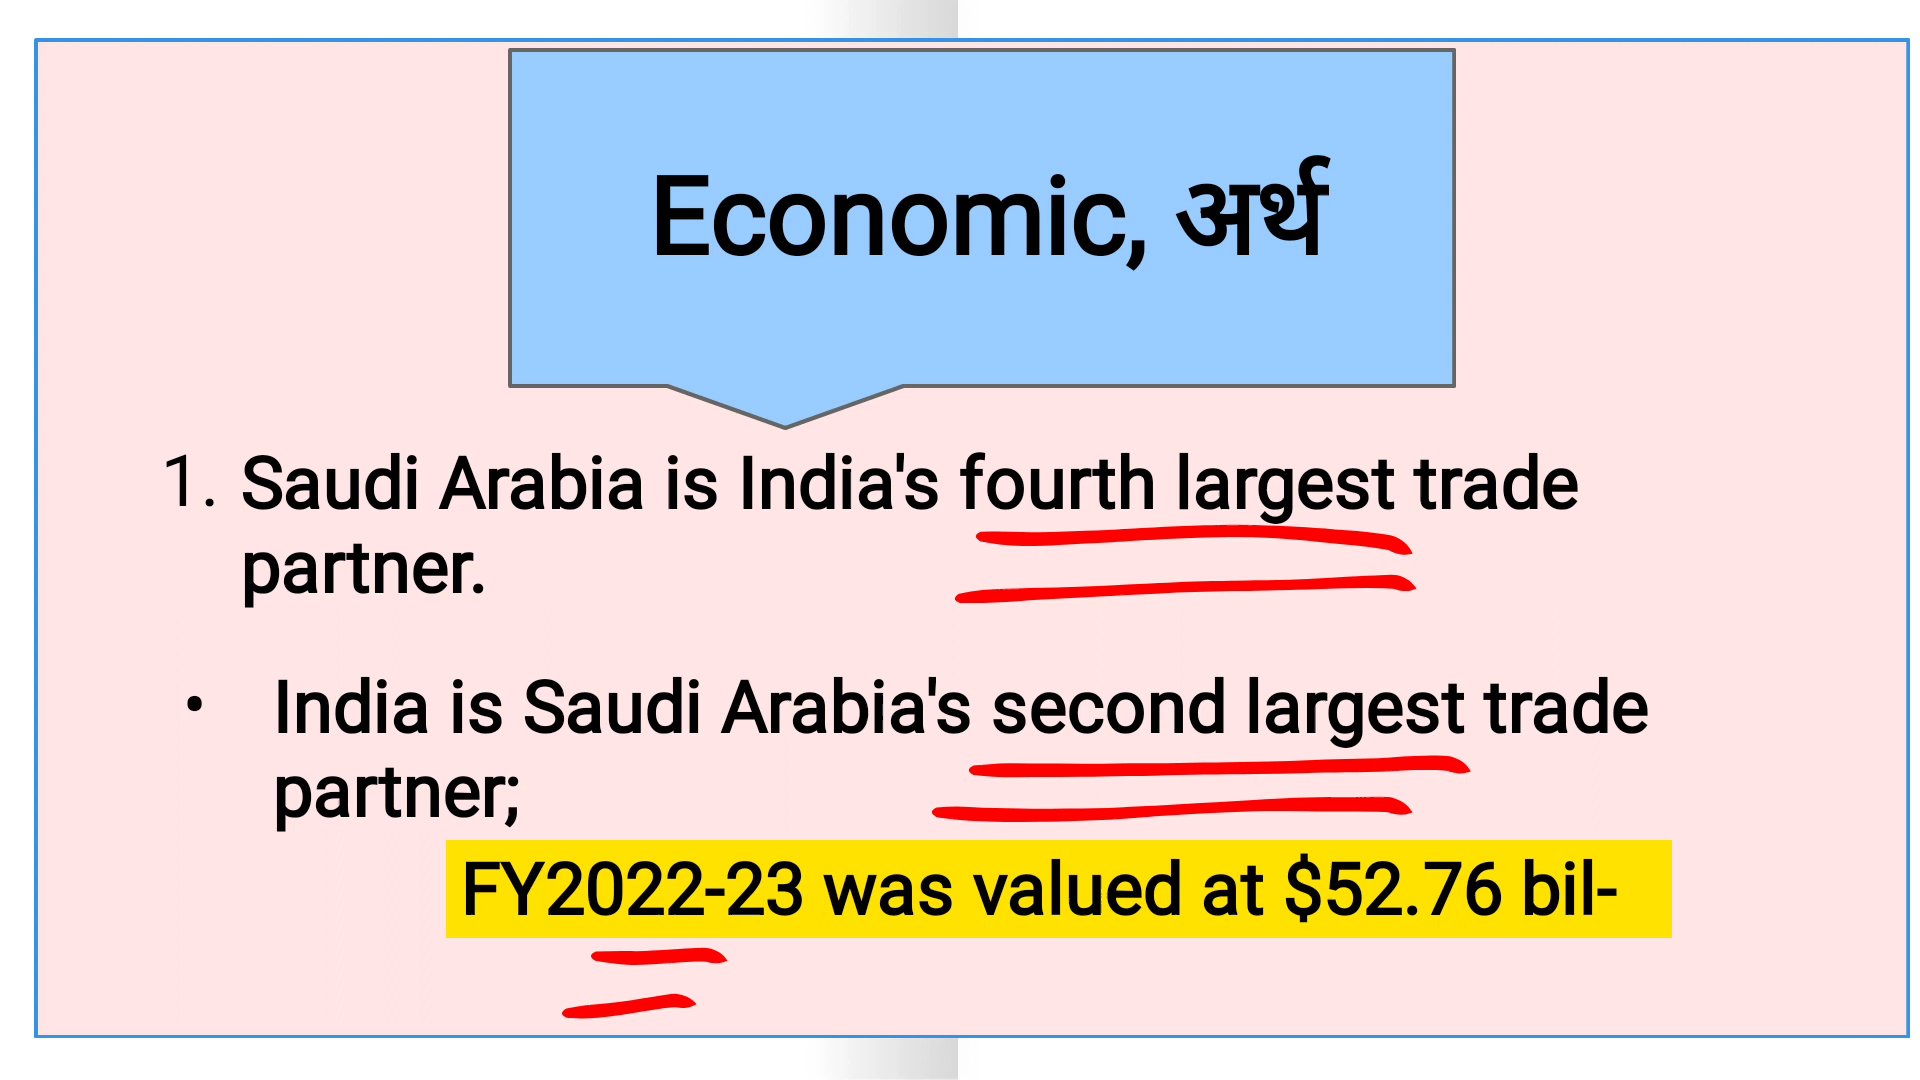 Economic, अर्थ
1. Saudi Arabia is India's fourth largest trade
partner.
• India is Saudi Arabia's second largest trade
partner;
FY2022-23 was valued at $52.76 bil-